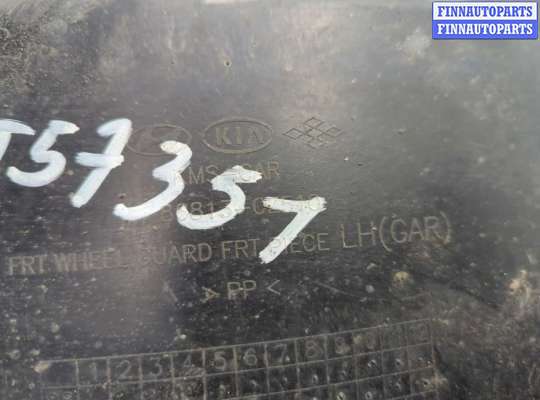 FINNAUTOPARTS
FINNAUTOPARTS
T57357
KIA
FRT WHEEL GUARD FRT PIECE LH(CAR)
PP <
1 2 3 4 5 6 7 8 9